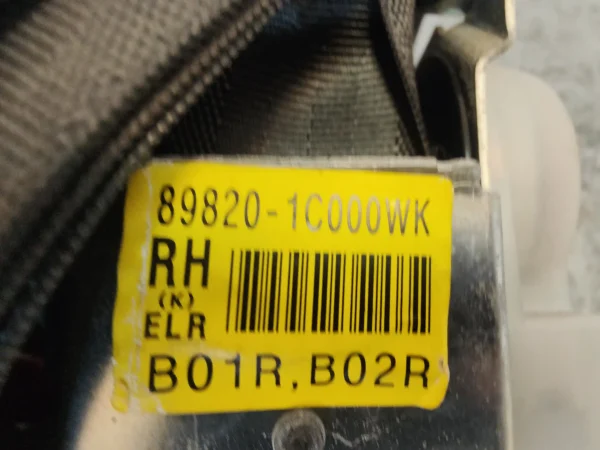 89820-1C000WK
RH
(K)
ELR
B01R, B02R